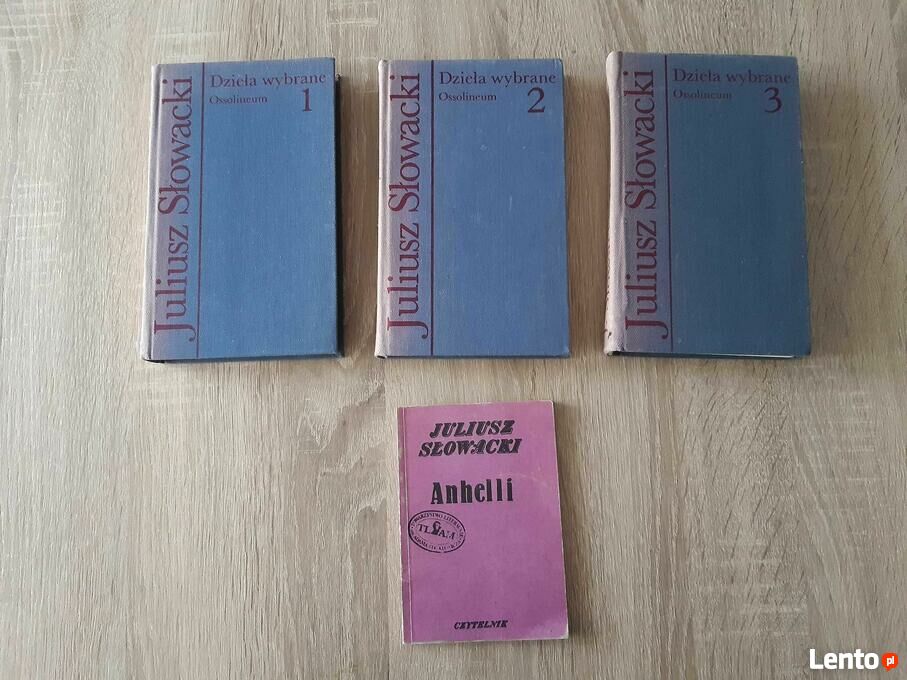 Juliusz Słowacki
Dzieła wybrane
Ossolineum
1
Juliusz Słowacki
Dzieła wybrane
Ossolineum
2
Juliusz Słowacki
Dzieła wybrane
Ossolineum
3
JULIUSZ
SŁOWACKI
Anhelli
CZYTELNIK
Lento.pl